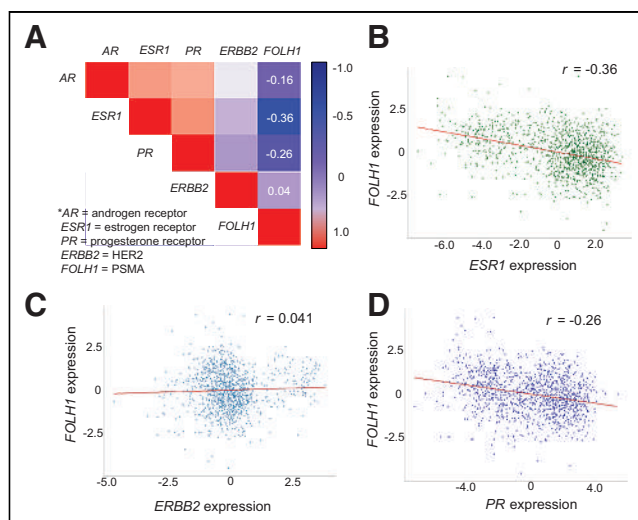 A
AR ESR1 PR ERBB2 FOLH1
AR
-0.16
ESR1
-0.36
PR
-0.26
ERBB2
0.04
FOLH1
-1.0
-0.5
0
0.5
1.0
*AR = androgen receptor
ESR1 = estrogen receptor
PR = progesterone receptor
ERBB2 = HER2
FOLH1 = PSMA
B
r = -0.36
FOLH1 expression
2.5
0
-2.5
-6.0 -4.0 -2.0 0 2.0
ESR1 expression
C
r = 0.041
FOLH1 expression
2.5
0
-2.5
-5.0 -2.5 0 2.5
ERBB2 expression
D
r = -0.26
FOLH1 expression
2.5
0
-2.5
-4.0 0 4.0
PR expression